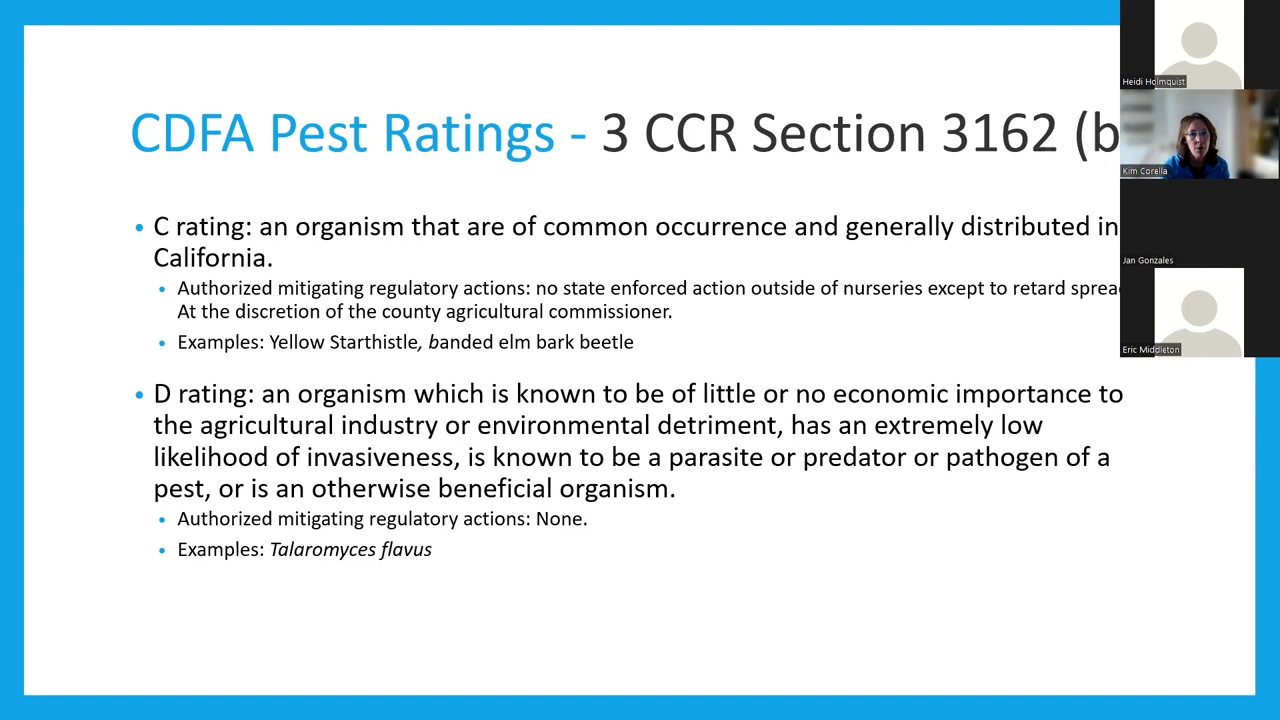 CDFA Pest Ratings - 3 CCR Section 3162 (b
C rating: an organism that are of common occurrence and generally distributed in
California.
Authorized mitigating regulatory actions: no state enforced action outside of nurseries except to retard sprea
At the discretion of the county agricultural commissioner.
Examples: Yellow Starthistle, banded elm bark beetle
D rating: an organism which is known to be of little or no economic importance to
the agricultural industry or environmental detriment, has an extremely low
likelihood of invasiveness, is known to be a parasite or predator or pathogen of a
pest, or is an otherwise beneficial organism.
Authorized mitigating regulatory actions: None.
Examples: Talaromyces flavus
Heidi Holmquist
Kim Corella
Jan Gonzales
Eric Middleton